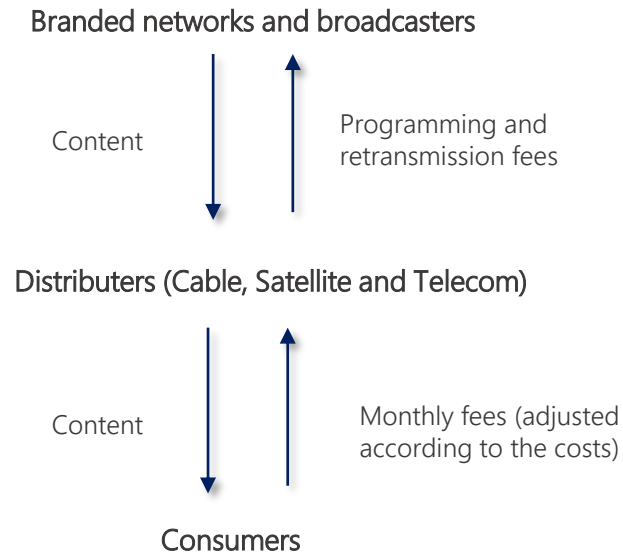 Branded networks and broadcasters
Content
Programming and
retransmission fees
Distributers (Cable, Satellite and Telecom)
Content
Monthly fees (adjusted
according to the costs)
Consumers